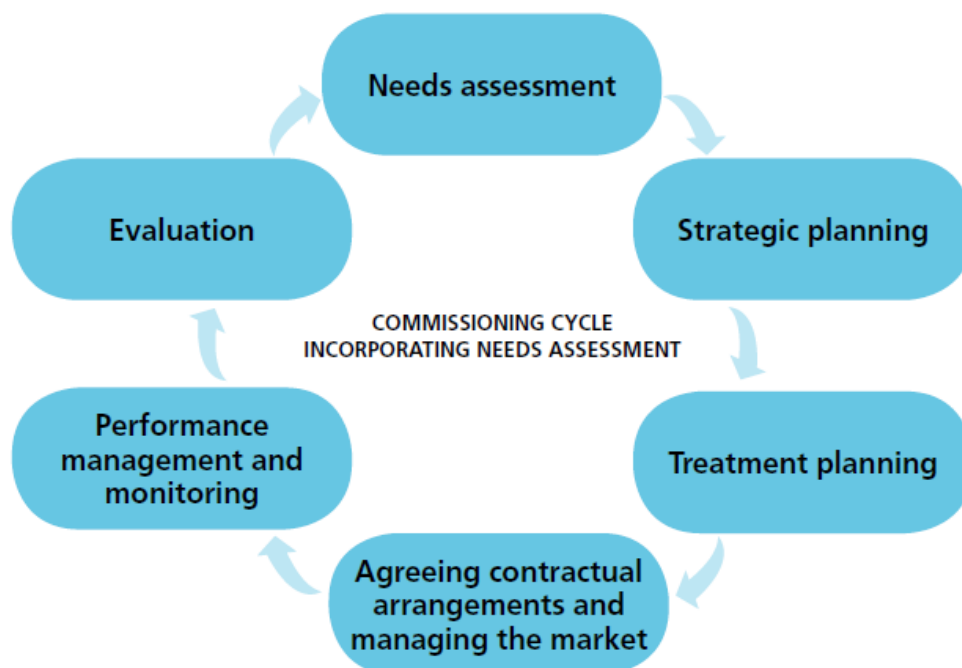 Needs assessment
Strategic planning
Treatment planning
Agreeing contractual
arrangements and
managing the market
Performance
management and
monitoring
Evaluation
COMMISSIONING CYCLE
INCORPORATING NEEDS ASSESSMENT